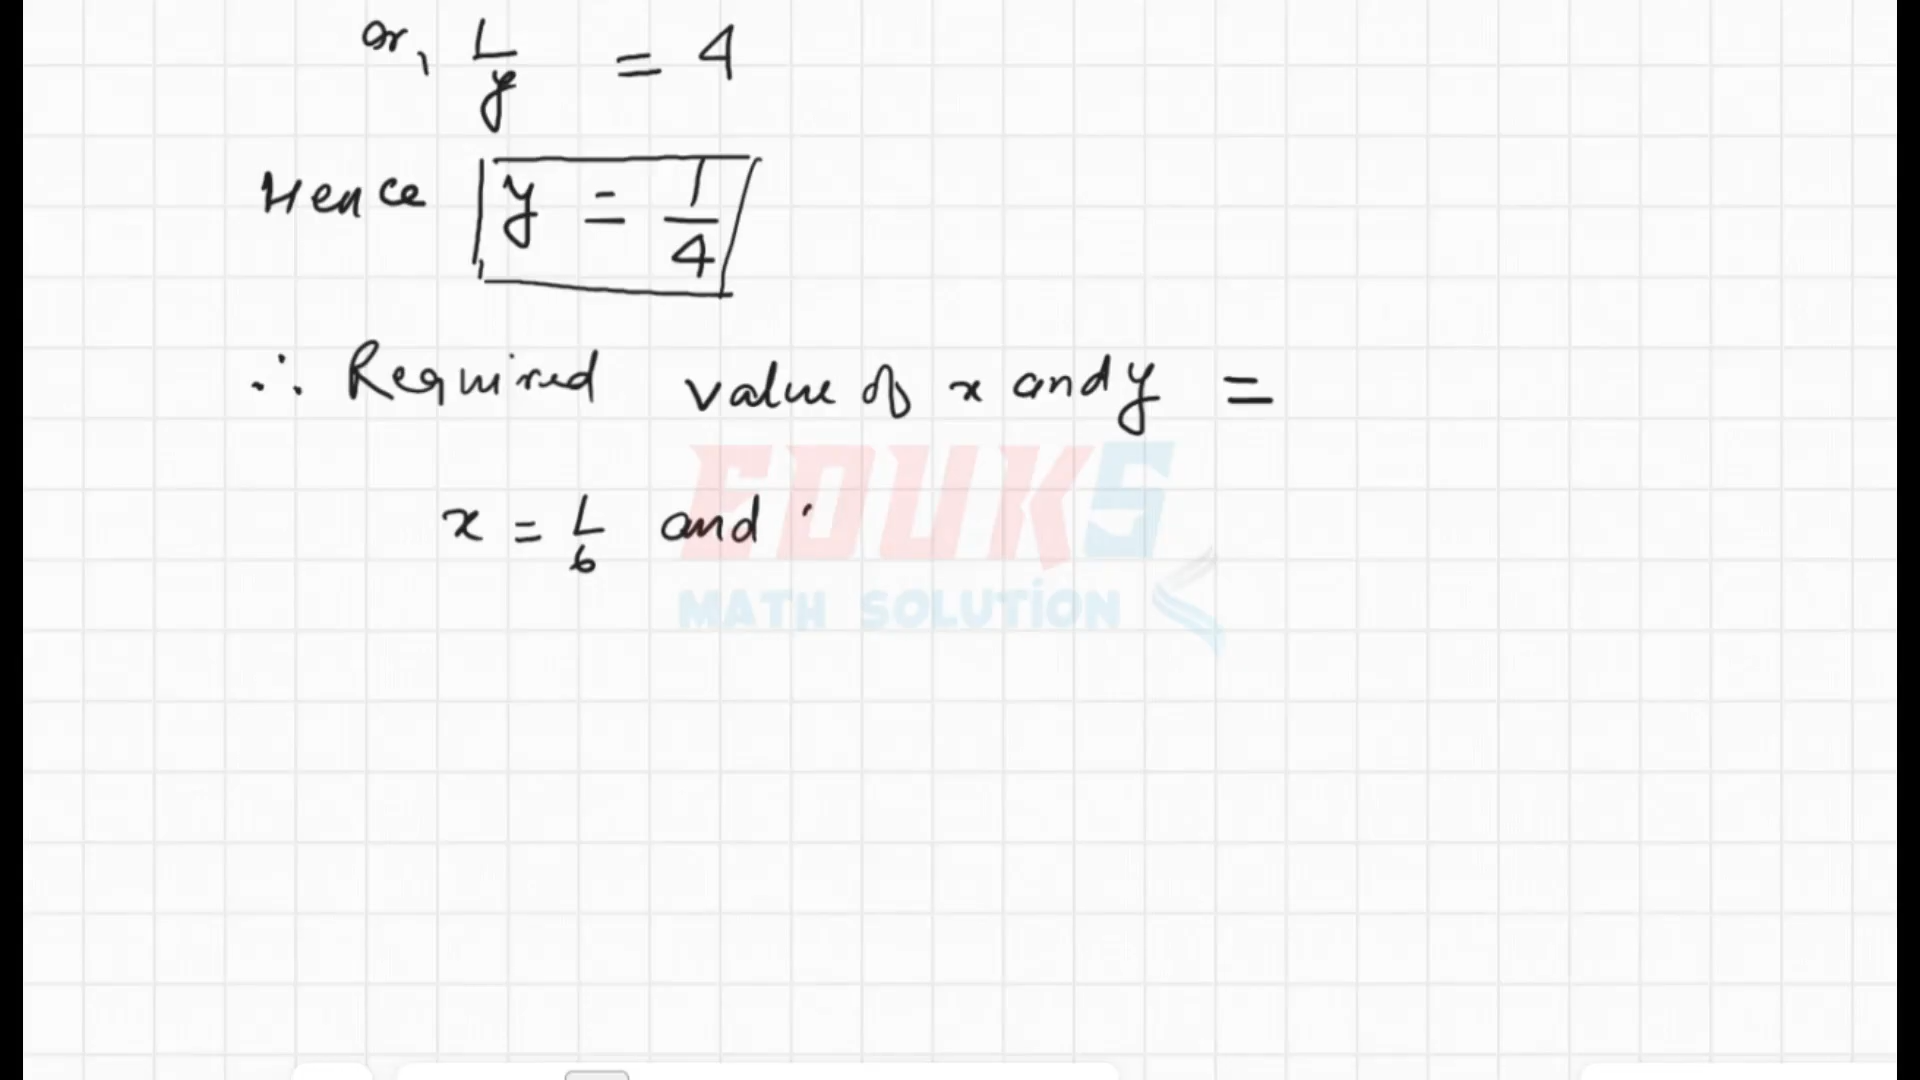 or, 1/y = 4
Hence y = 1/4
∴ Required value of x and y =
x = 1/6 and
EDUKS
MATH SOLUTION